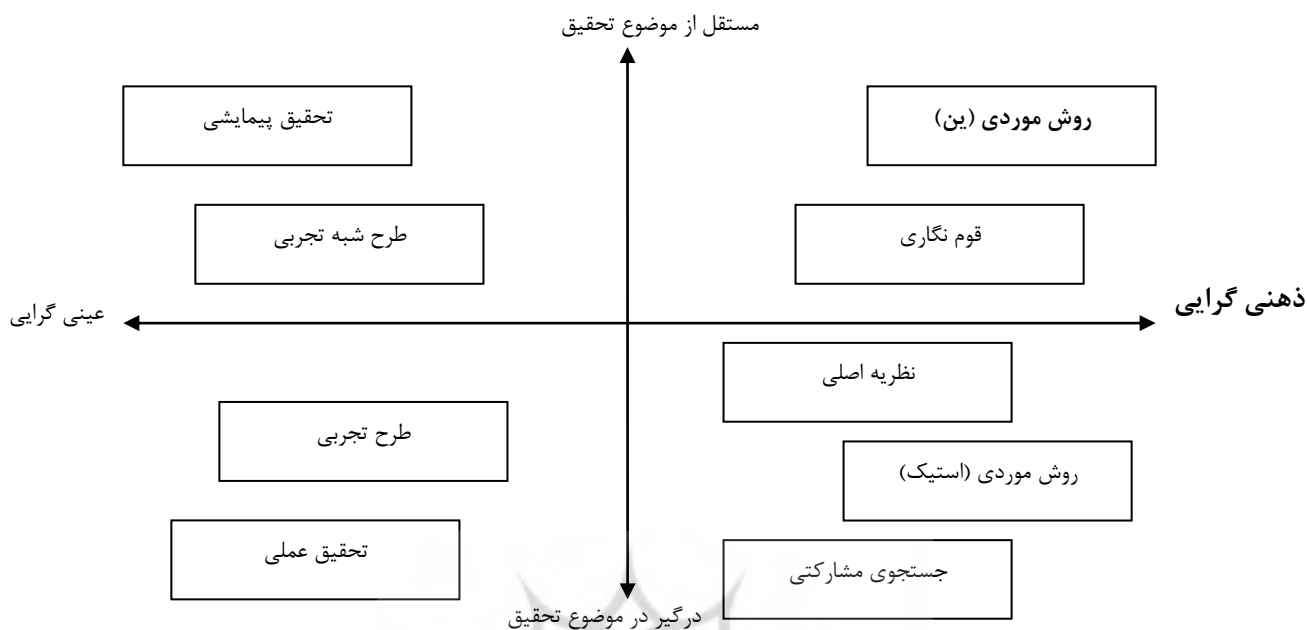 مستقل از موضوع تحقیق
روش موردی (ین)
تحقیق پیمایشی
قوم نگاری
طرح شبه تجربی
ذهنی گرایی
عینی گرایی
نظریه اصلی
طرح تجربی
روش موردی (استیک)
تحقیق عملی
جستجوی مشارکتی
درگیر در موضوع تحقیق